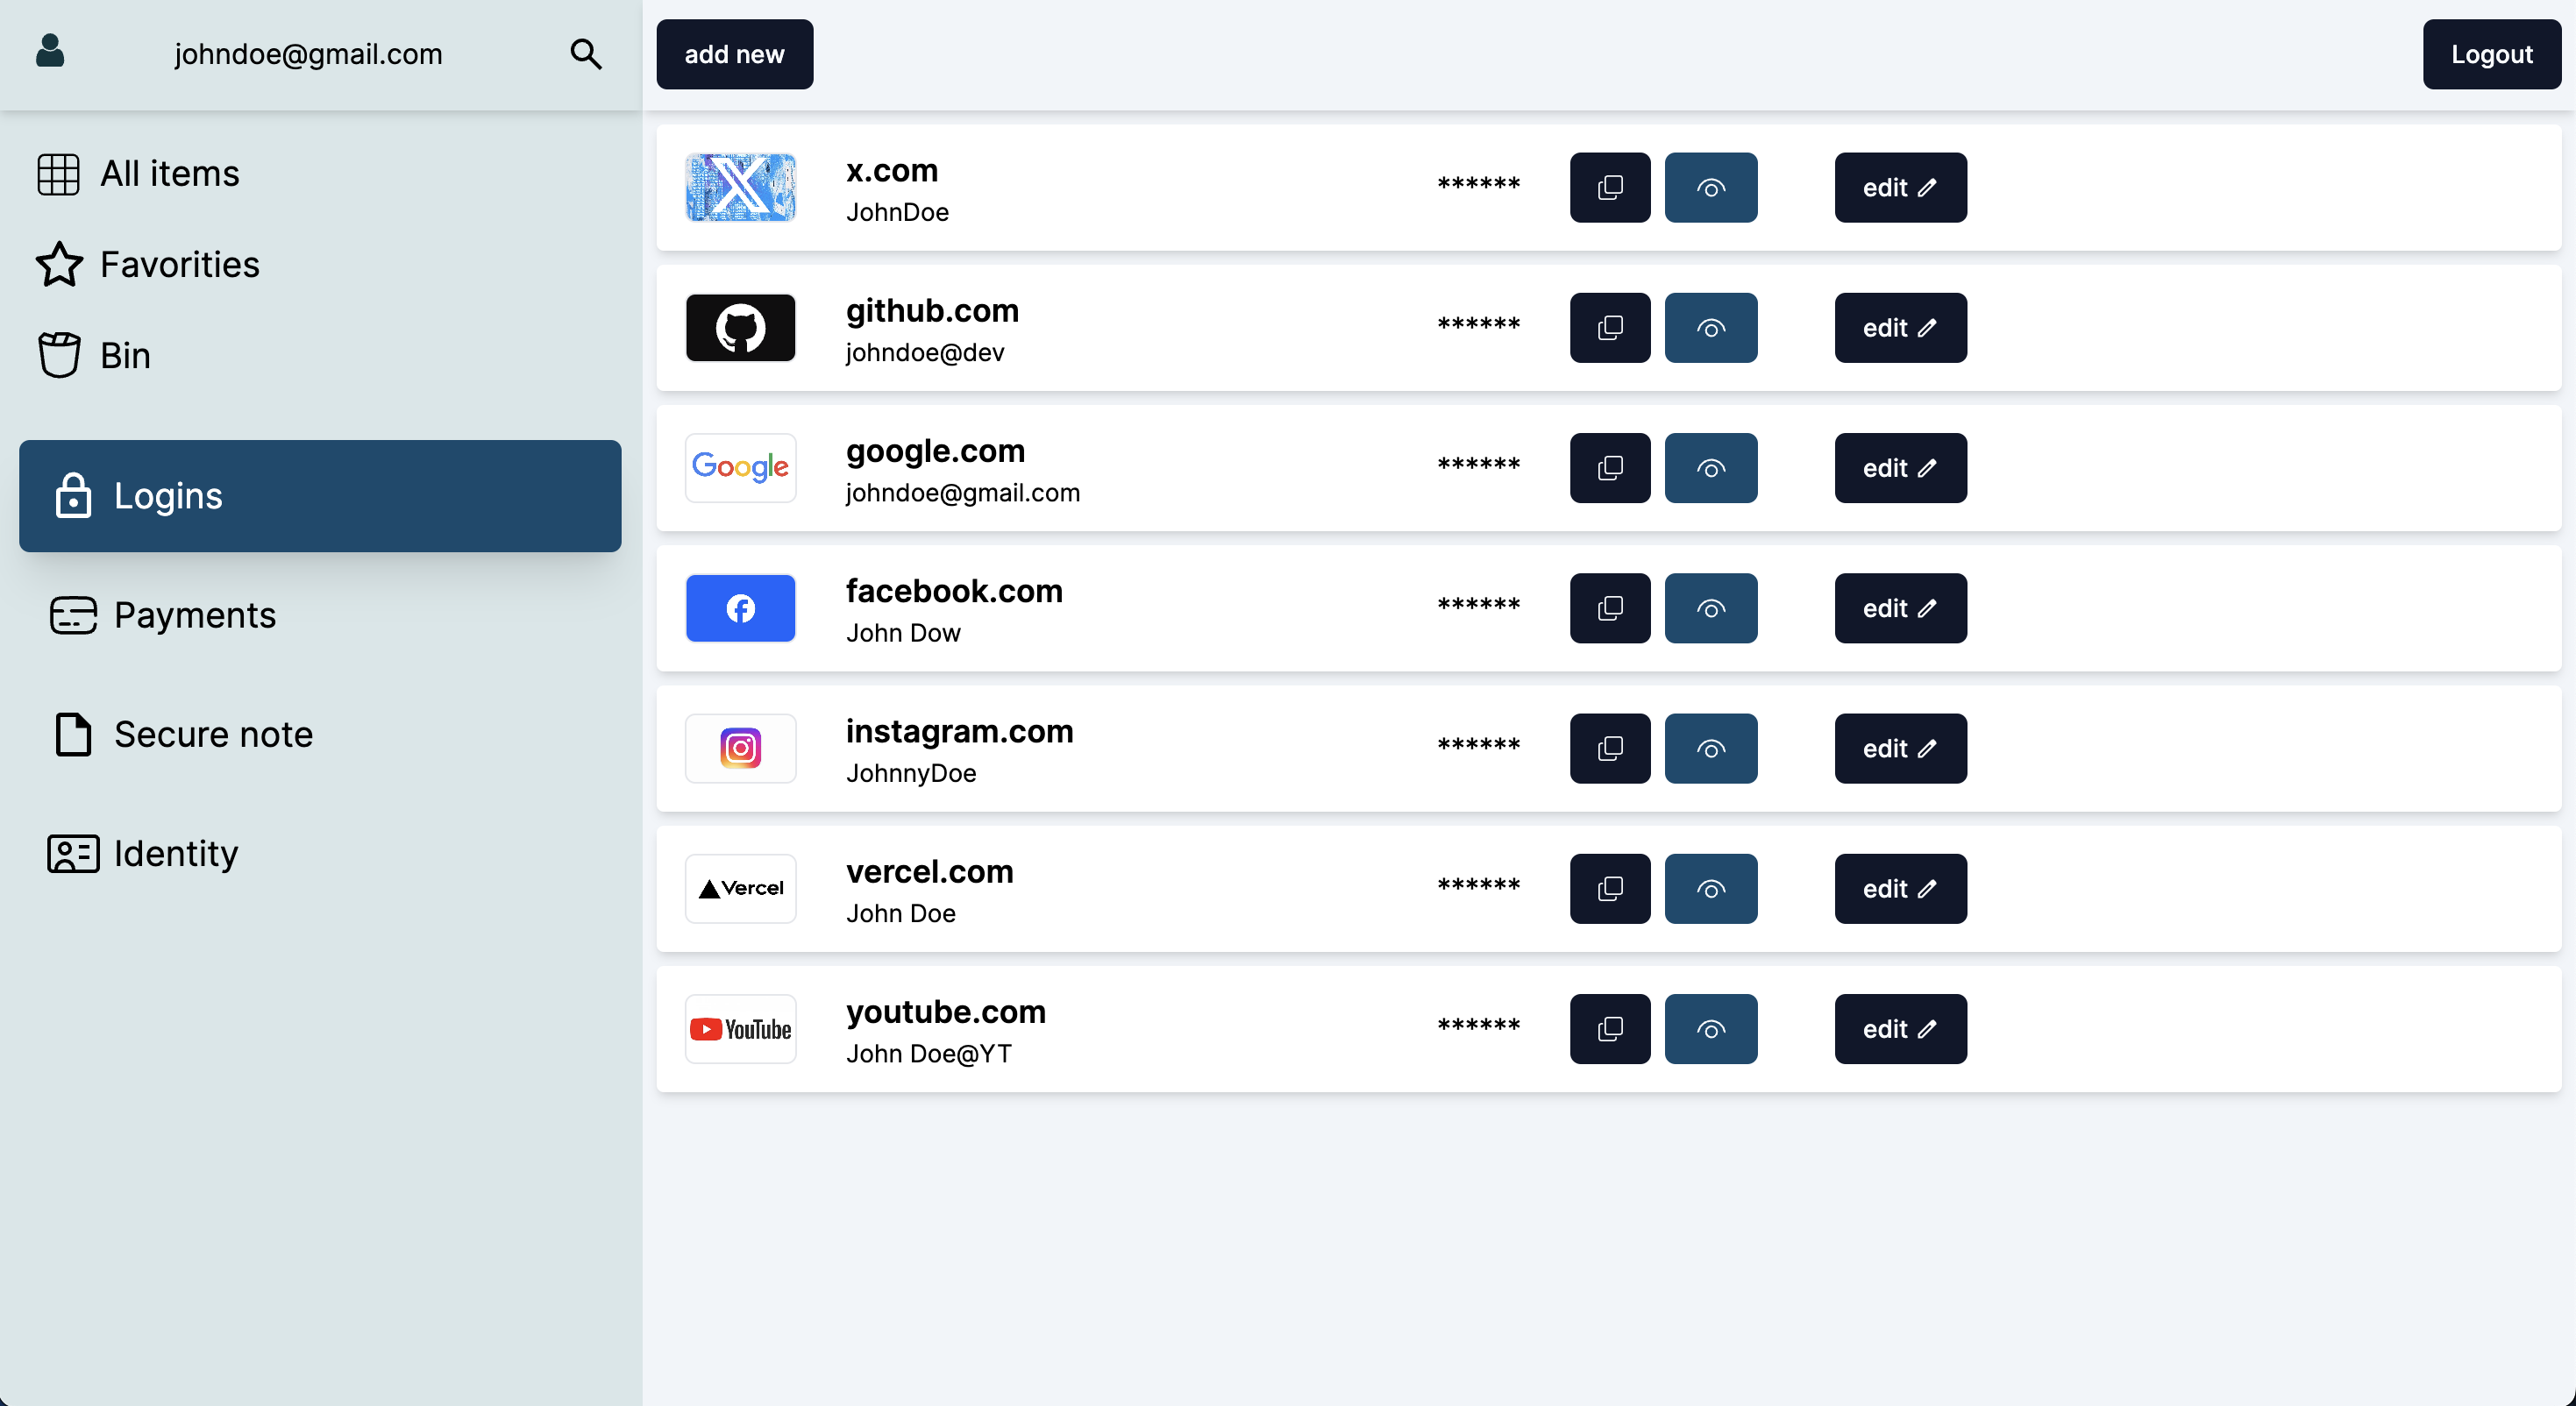 johndoe@gmail.com
add new
Logout
All items
Favorities
Bin
Logins
Payments
Secure note
Identity
x.com
JohnDoe
******
edit
github.com
johndoe@dev
******
edit
Google
google.com
johndoe@gmail.com
******
edit
facebook.com
John Dow
******
edit
instagram.com
JohnnyDoe
******
edit
Vercel
vercel.com
John Doe
******
edit
YouTube
youtube.com
John Doe@YT
******
edit